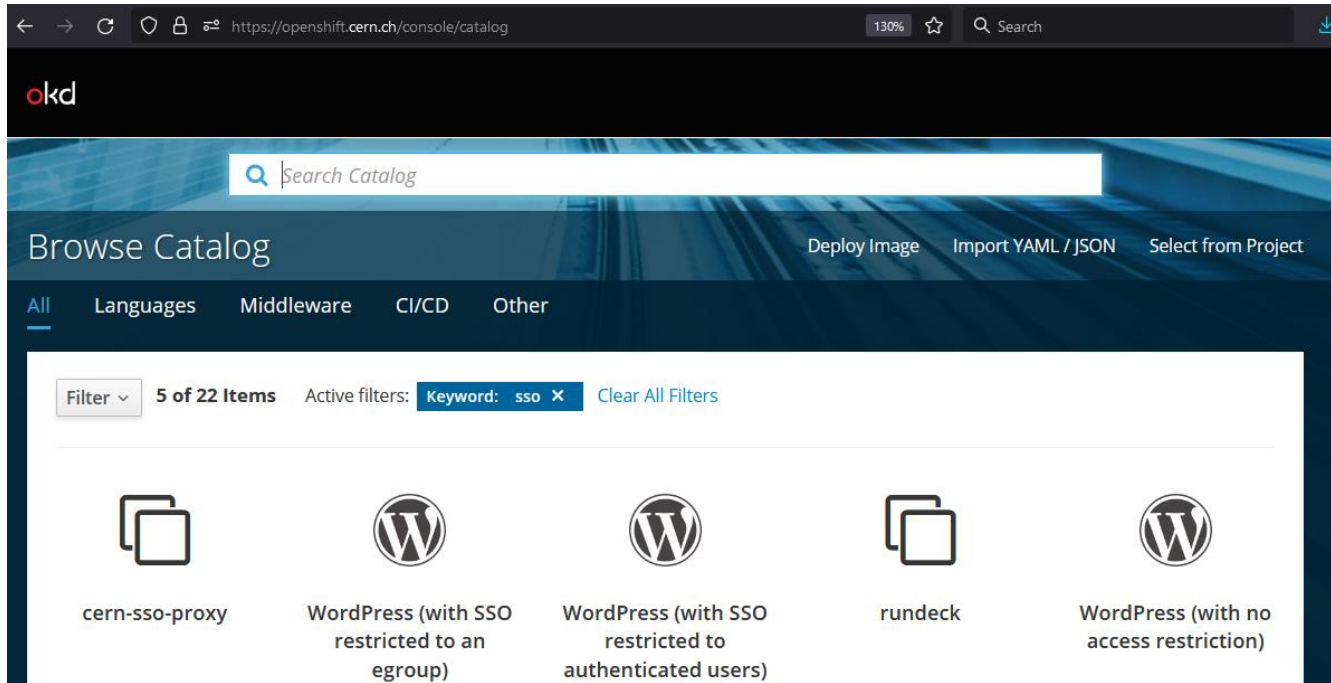 https://openshift.cern.ch/console/catalog 130% Search
okd
Search Catalog
Browse Catalog Deploy Image Import YAML / JSON Select from Project
All Languages Middleware CI/CD Other
Filter 5 of 22 Items Active filters: Keyword: sso × Clear All Filters
cern-sso-proxy
WordPress (with SSO
restricted to an
egroup)
WordPress (with SSO
restricted to
authenticated users)
rundeck
WordPress (with no
access restriction)